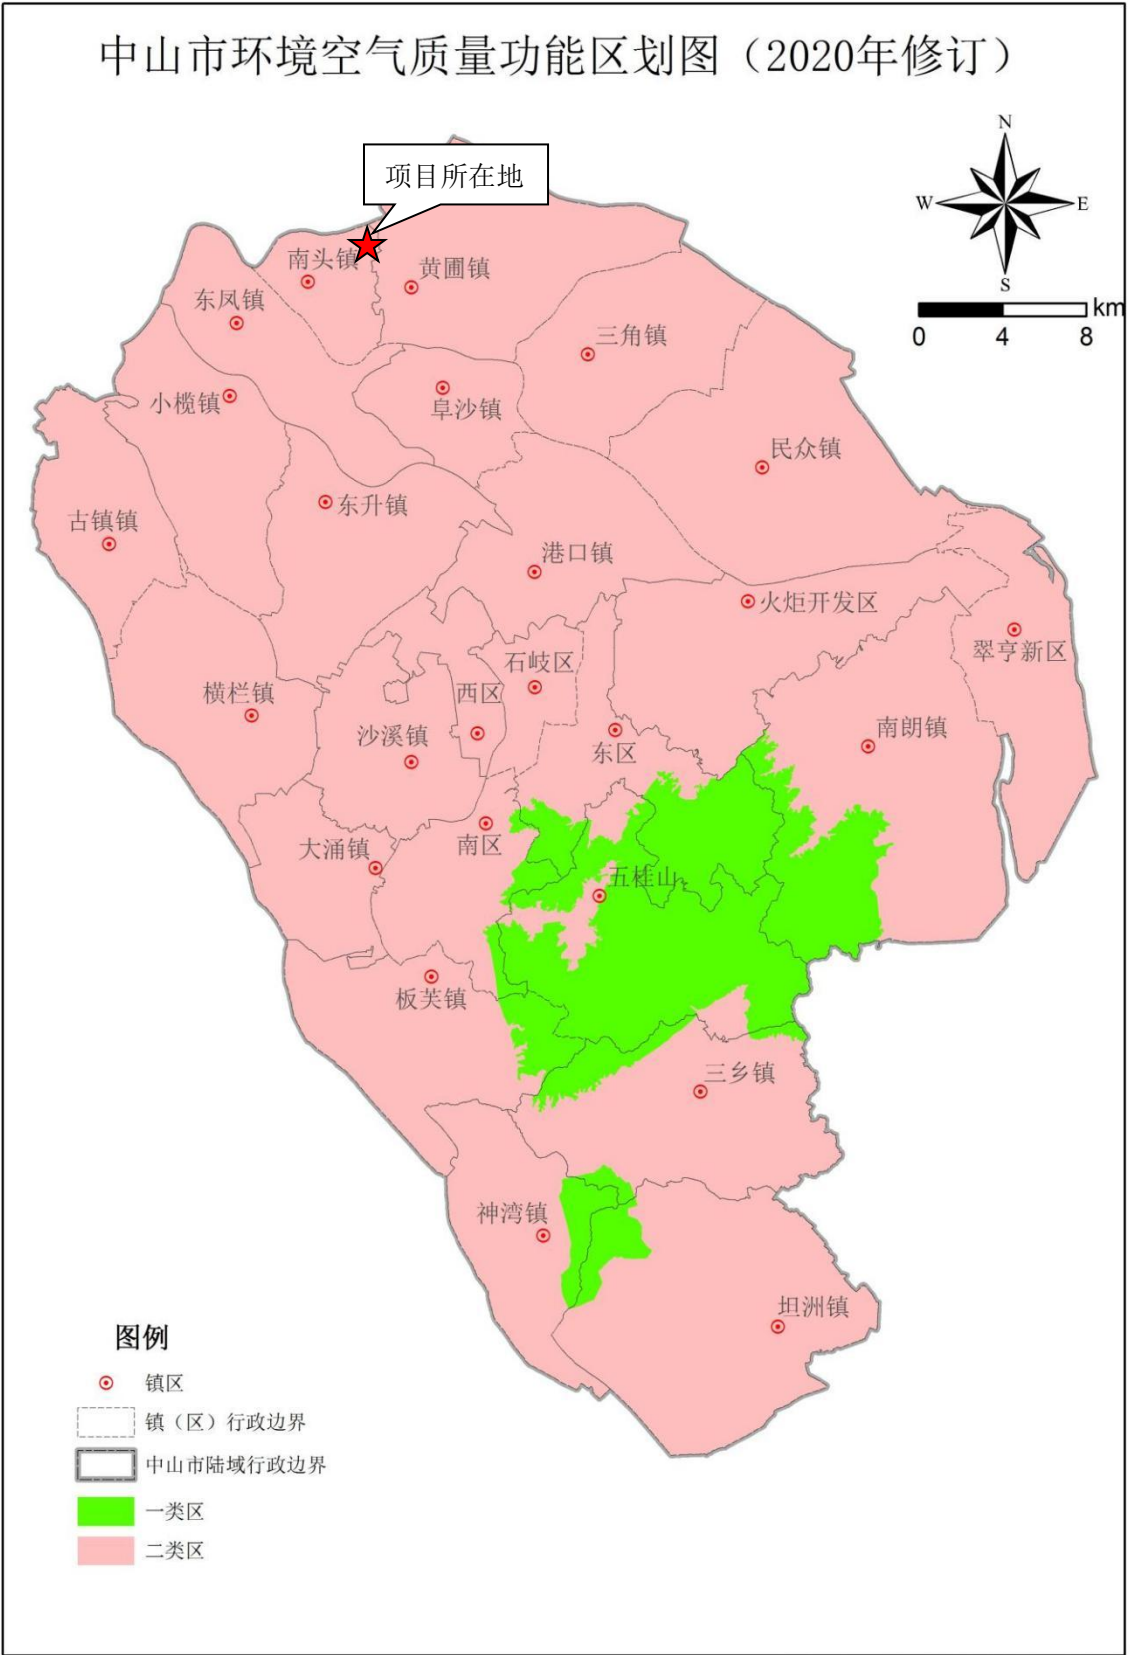 中山市环境空气质量功能区划图（2020年修订）
N
W
E
S
km
0 4 8
项目所在地
南头镇
黄圃镇
东凤镇
三角镇
小榄镇
阜沙镇
民众镇
古镇镇
东升镇
港口镇
火炬开发区
翠亨新区
石岐区
横栏镇
西区
沙溪镇
东区
南朗镇
南区
大涌镇
五桂山
板芙镇
三乡镇
神湾镇
坦洲镇
图例
镇区
镇（区）行政边界
中山市陆域行政边界
一类区
二类区